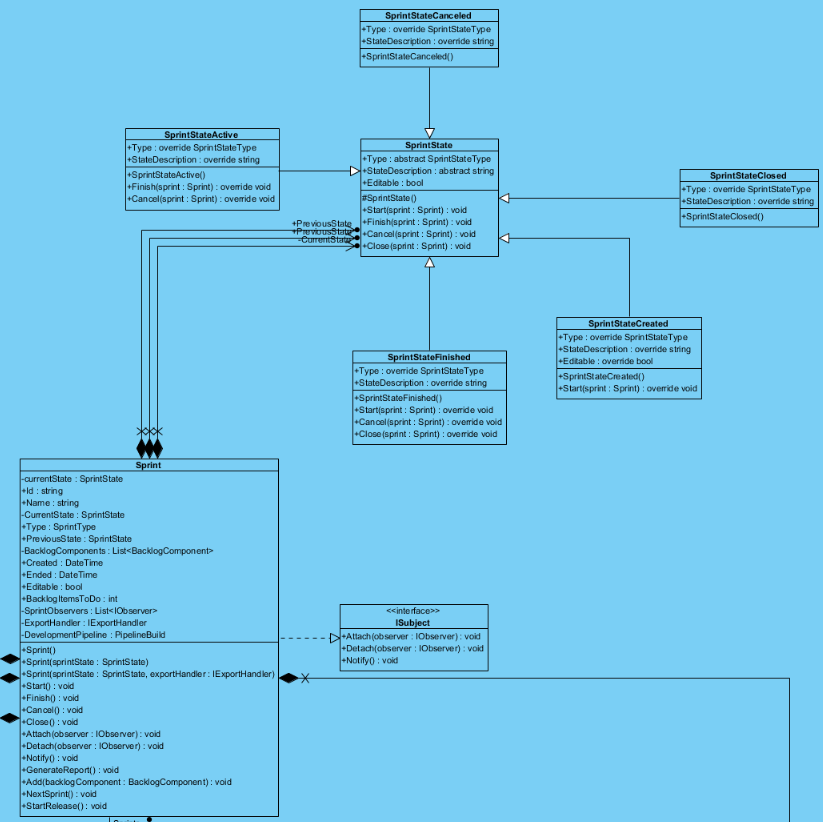 SprintStateCanceled
+Type : override SprintStateType
+StateDescription : override string
+SprintStateCanceled()
SprintStateActive
+Type : override SprintStateType
+StateDescription : override string
+SprintStateActive()
+Finish(sprint : Sprint) : override void
+Cancel(sprint : Sprint) : override void
SprintState
+Type : abstract SprintStateType
+StateDescription : abstract string
+Editable : bool
#SprintState()
+Start(sprint : Sprint) : void
+Finish(sprint : Sprint) : void
+Cancel(sprint : Sprint) : void
+Close(sprint : Sprint) : void
SprintStateClosed
+Type : override SprintStateType
+StateDescription : override string
+SprintStateClosed()
+PreviousState
+PreviousState
-CurrentState
SprintStateCreated
+Type : override SprintStateType
+StateDescription : override string
+Editable : override bool
+SprintStateCreated()
+Start(sprint : Sprint) : override void
SprintStateFinished
+Type : override SprintStateType
+StateDescription : override string
+SprintStateFinished()
+Start(sprint : Sprint) : override void
+Cancel(sprint : Sprint) : override void
+Close(sprint : Sprint) : override void
Sprint
-currentState : SprintState
+Id : string
+Name : string
-CurrentState : SprintState
+Type : SprintType
+PreviousState : SprintState
-BacklogComponents : List<BacklogComponent>
+Created : DateTime
+Ended : DateTime
+Editable : bool
+BacklogItemsToDo : int
-SprintObservers : List<IObserver>
-ExportHandler : IExportHandler
-DevelopmentPipeline : PipelineBuild
+Sprint()
+Sprint(sprintState : SprintState)
+Sprint(sprintState : SprintState, exportHandler : IExportHandler)
+Start() : void
+Finish() : void
+Cancel() : void
+Close() : void
+Attach(observer : IObserver) : void
+Detach(observer : IObserver) : void
+Notify() : void
+GenerateReport() : void
+Add(backlogComponent : BacklogComponent) : void
+NextSprint() : void
+StartRelease() : void
<<interface>>
ISubject
+Attach(observer : IObserver) : void
+Detach(observer : IObserver) : void
+Notify() : void